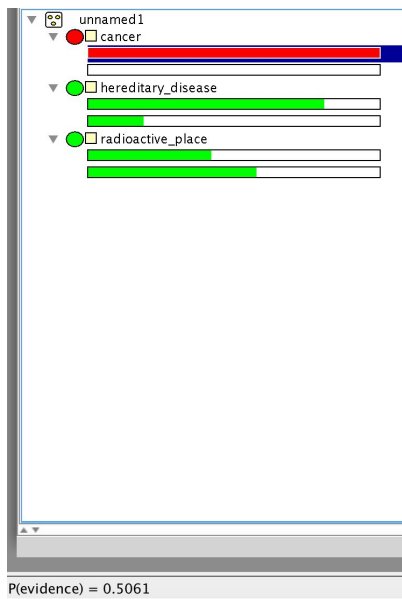 unnamed1
cancer
hereditary_disease
radioactive_place
P(evidence) = 0.5061